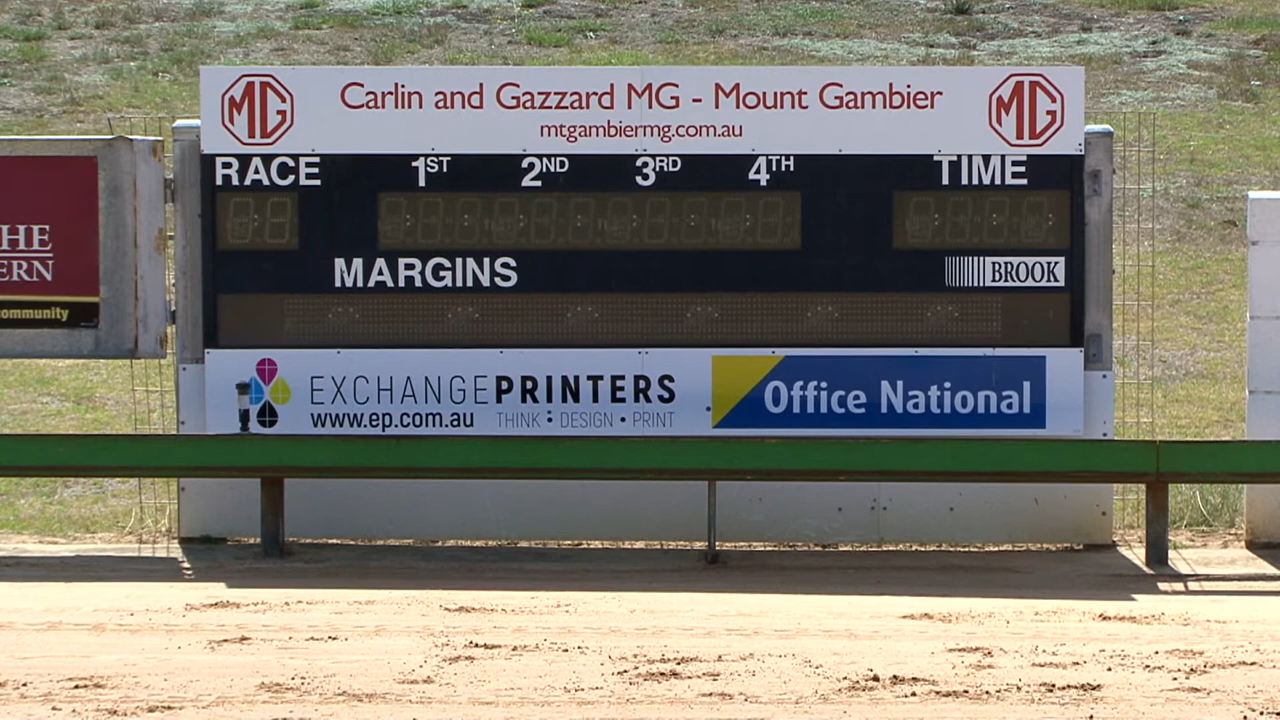 MG Carlin and Gazzard MG - Mount Gambier MG
mtgambiermg.com.au
RACE 1ST 2ND 3RD 4TH TIME
MARGINS BROOK
HE
ERN
ommunity
EXCHANGEPRINTERS
www.ep.com.au THINK : DESIGN • PRINT
Office National